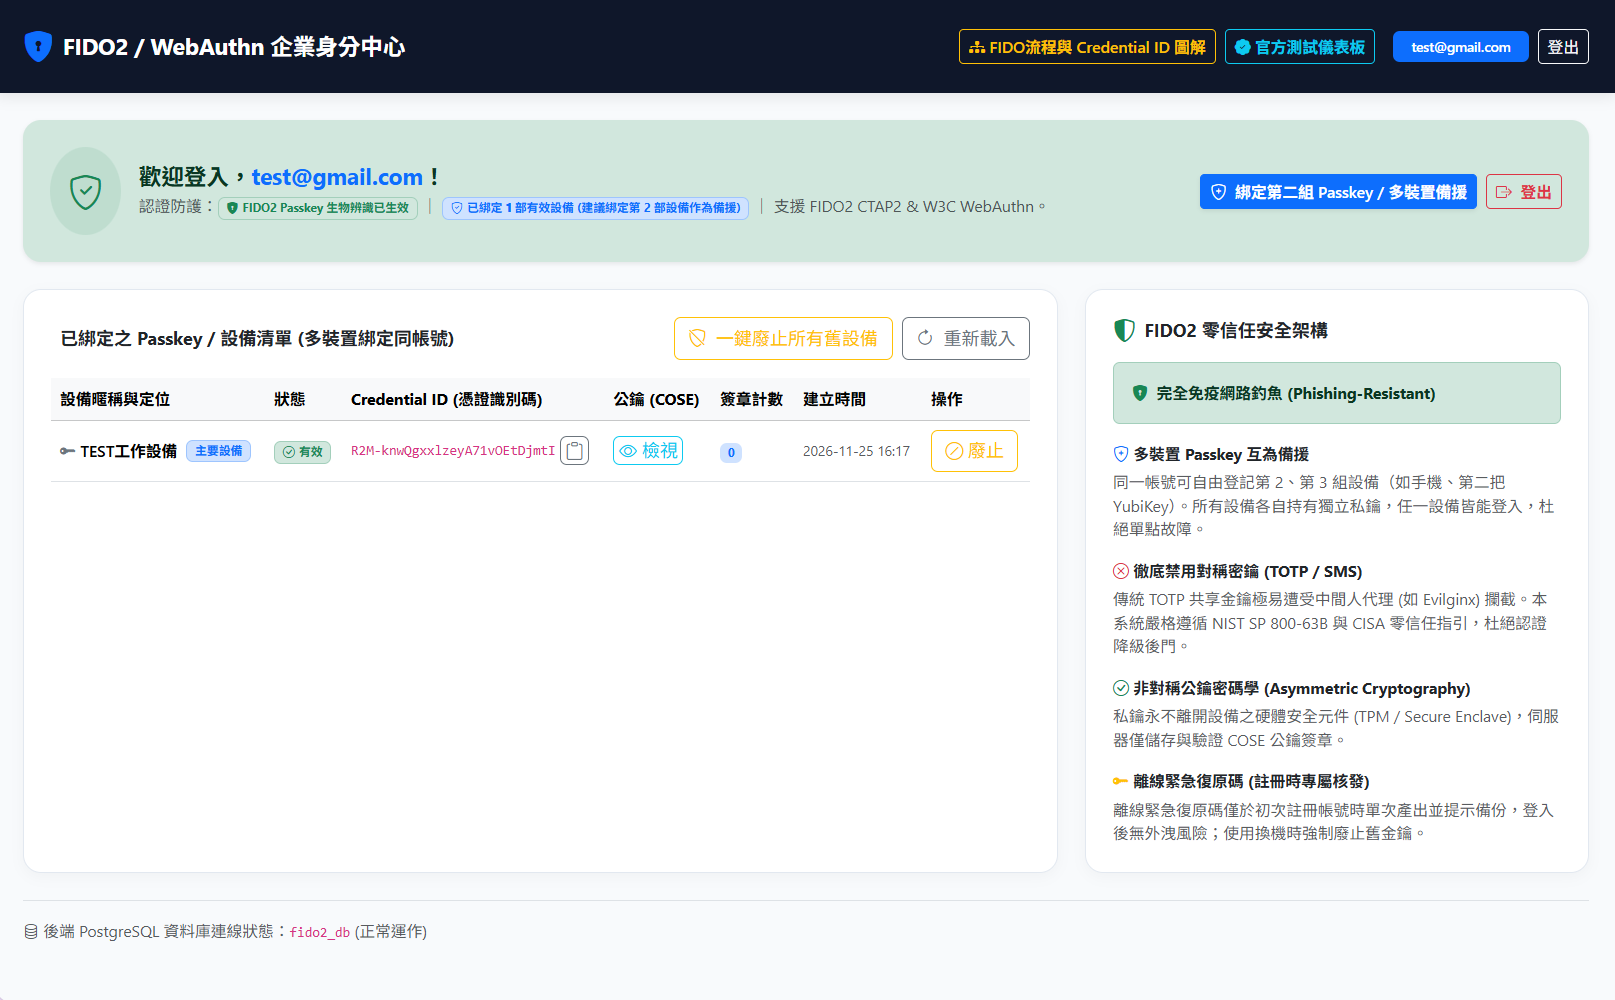 FIDO2 / WebAuthn 企業身分中心
FIDO流程與 Credential ID 圖解
官方測試儀表板
test@gmail.com
登出
歡迎登入，test@gmail.com！
認證防護：FIDO2 Passkey 生物辨識已生效 | 已綁定 1 部有效設備 (建議綁定第 2 部設備作為備援) | 支援 FIDO2 CTAP2 & W3C WebAuthn。
綁定第二組 Passkey / 多裝置備援
登出
已綁定之 Passkey / 設備清單 (多裝置綁定同帳號)
一鍵廢止所有舊設備
重新載入
設備暱稱與定位 狀態 Credential ID (憑證識別碼) 公鑰 (COSE) 簽章計數 建立時間 操作
TEST工作設備 主要設備 有效 R2M-knwQgxxlzeyA71vOEtDjmtI 檢視 0 2026-11-25 16:17 廢止
FIDO2 零信任安全架構
完全免疫網路釣魚 (Phishing-Resistant)
多裝置 Passkey 互為備援
同一帳號可自由登記第 2、第 3 組設備（如手機、第二把
YubiKey）。所有設備各自持有獨立私鑰，任一設備皆能登入，杜
絕單點故障。
徹底禁用對稱密鑰 (TOTP / SMS)
傳統 TOTP 共享金鑰極易遭受中間人代理 (如 Evilginx) 攔截。本
系統嚴格遵循 NIST SP 800-63B 與 CISA 零信任指引，杜絕認證
降級後門。
非對稱公鑰密碼學 (Asymmetric Cryptography)
私鑰永不離開設備之硬體安全元件 (TPM / Secure Enclave)，伺服
器僅儲存與驗證 COSE 公鑰簽章。
離線緊急復原碼 (註冊時專屬核發)
離線緊急復原碼僅於初次註冊帳號時單次產出並提示備份，登入
後無外洩風險；使用換機時強制廢止舊金鑰。
後端 PostgreSQL 資料庫連線狀態：fido2_db (正常運作)